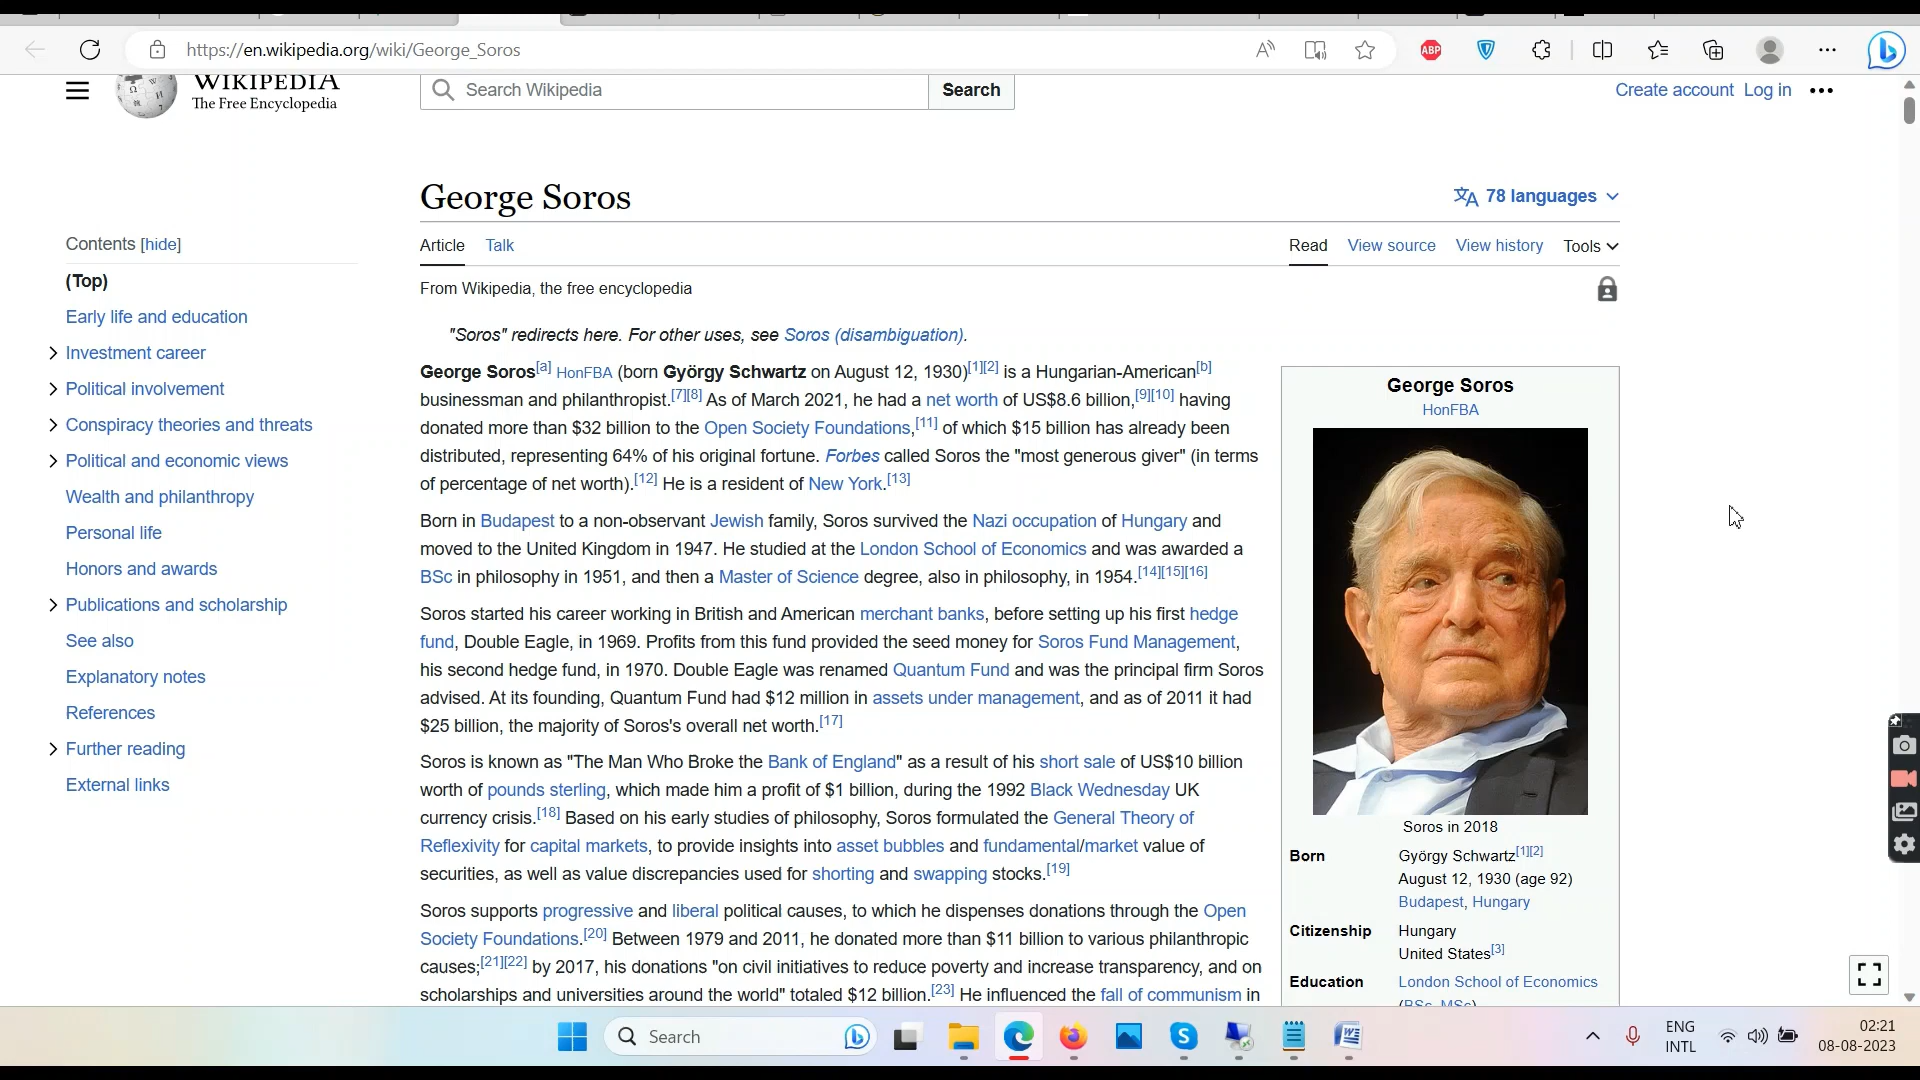 https://en.wikipedia.org/wiki/George_Soros
ABP
WIKIPEDIA
The Free Encyclopedia
Search Wikipedia
Search
Create account Log in
George Soros
78 languages
Article Talk
Read View source View history Tools
From Wikipedia, the free encyclopedia
Contents [hide]
(Top)
Early life and education
Investment career
Political involvement
Conspiracy theories and threats
Political and economic views
Wealth and philanthropy
Personal life
Honors and awards
Publications and scholarship
See also
Explanatory notes
References
Further reading
External links
"Soros" redirects here. For other uses, see Soros (disambiguation).
George Soros[a] HonFBA (born György Schwartz on August 12, 1930)[1][2] is a Hungarian-American[b]
businessman and philanthropist.[7][8] As of March 2021, he had a net worth of US$8.6 billion,[9][10] having
donated more than $32 billion to the Open Society Foundations,[11] of which $15 billion has already been
distributed, representing 64% of his original fortune. Forbes called Soros the "most generous giver" (in terms
of percentage of net worth).[12] He is a resident of New York.[13]
Born in Budapest to a non-observant Jewish family, Soros survived the Nazi occupation of Hungary and
moved to the United Kingdom in 1947. He studied at the London School of Economics and was awarded a
BSc in philosophy in 1951, and then a Master of Science degree, also in philosophy, in 1954.[14][15][16]
Soros started his career working in British and American merchant banks, before setting up his first hedge
fund, Double Eagle, in 1969. Profits from this fund provided the seed money for Soros Fund Management,
his second hedge fund, in 1970. Double Eagle was renamed Quantum Fund and was the principal firm Soros
advised. At its founding, Quantum Fund had $12 million in assets under management, and as of 2011 it had
$25 billion, the majority of Soros's overall net worth.[17]
Soros is known as "The Man Who Broke the Bank of England" as a result of his short sale of US$10 billion
worth of pounds sterling, which made him a profit of $1 billion, during the 1992 Black Wednesday UK
currency crisis.[18] Based on his early studies of philosophy, Soros formulated the General Theory of
Reflexivity for capital markets, to provide insights into asset bubbles and fundamental/market value of
securities, as well as value discrepancies used for shorting and swapping stocks.[19]
Soros supports progressive and liberal political causes, to which he dispenses donations through the Open
Society Foundations.[20] Between 1979 and 2011, he donated more than $11 billion to various philanthropic
causes;[21][22] by 2017, his donations "on civil initiatives to reduce poverty and increase transparency, and on
scholarships and universities around the world" totaled $12 billion.[23] He influenced the fall of communism in
George Soros
HonFBA
Soros in 2018
Born György Schwartz[1][2]
August 12, 1930 (age 92)
Budapest, Hungary
Citizenship Hungary
United States[3]
Education London School of Economics
(BSc, MSc)
Search
ENG
INTL
02:21
08-08-2023